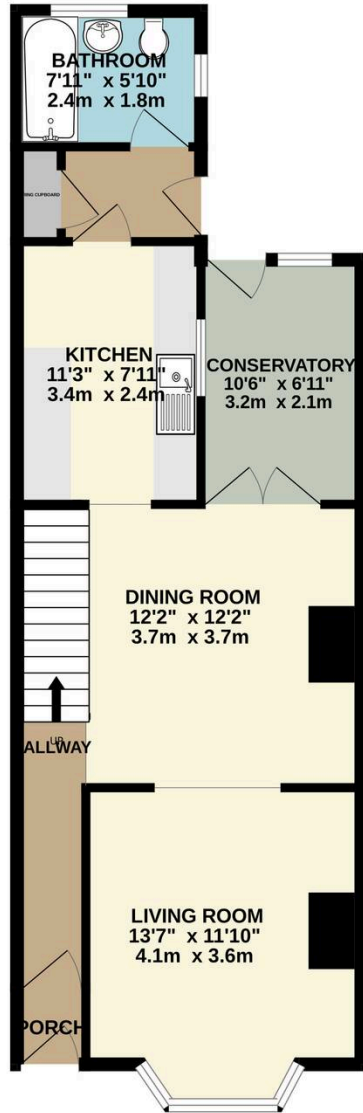 BATHROOM
7'11" x 5'10"
2.4m x 1.8m
CUPBOARD
KITCHEN
11'3" x 7'11"
3.4m x 2.4m
CONSERVATORY
10'6" x 6'11"
3.2m x 2.1m
DINING ROOM
12'2" x 12'2"
3.7m x 3.7m
UP
ALLWAY
LIVING ROOM
13'7" x 11'10"
4.1m x 3.6m
PORCH